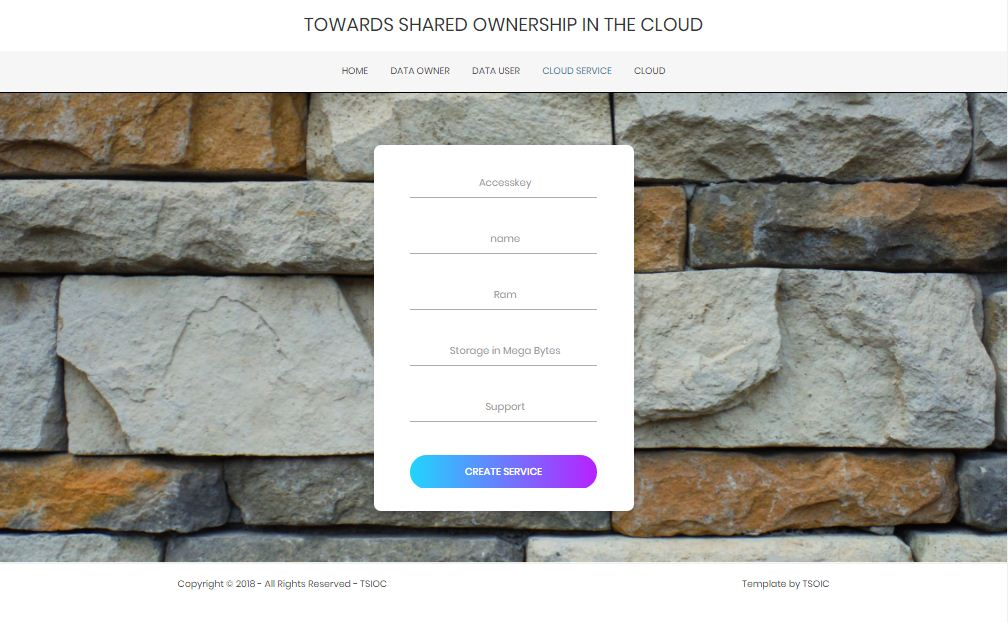 TOWARDS SHARED OWNERSHIP IN THE CLOUD
HOME DATA OWNER DATA USER CLOUD SERVICE CLOUD
Accesskey
name
Ram
Storage in Mega Bytes
Support
CREATE SERVICE
Copyright © 2018 - All Rights Reserved - TSIOC Template by TSOIC